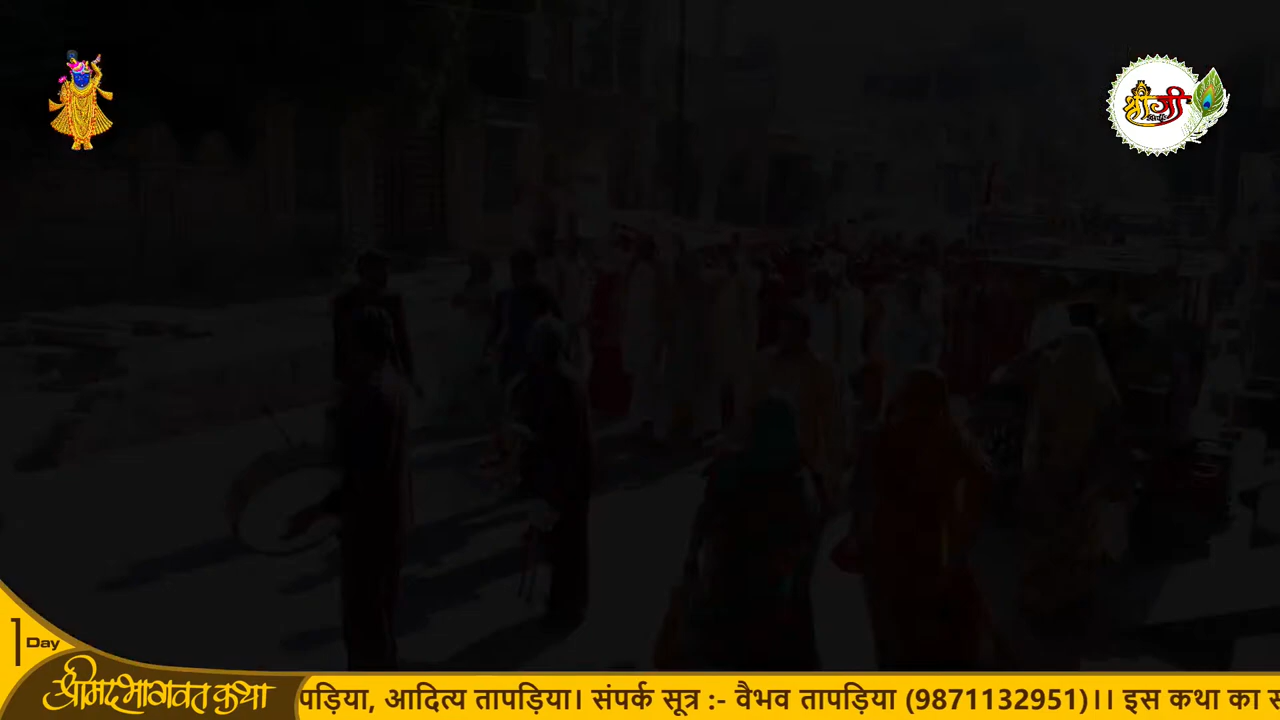 श्रीजी
1 Day
श्रीमद भागवत कथा
पड़िया, आदित्य तापड़िया। संपर्क सूत्र :- वैभव तापड़िया (9871132951)।। इस कथा का